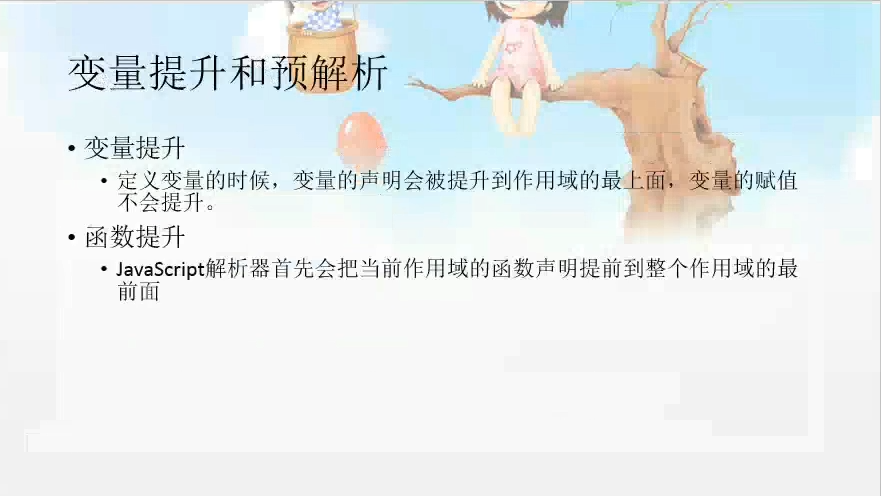 变量提升和预解析
• 变量提升
• 定义变量的时候，变量的声明会被提升到作用域的最上面，变量的赋值
不会提升。
• 函数提升
• JavaScript解析器首先会把当前作用域的函数声明提前到整个作用域的最
前面